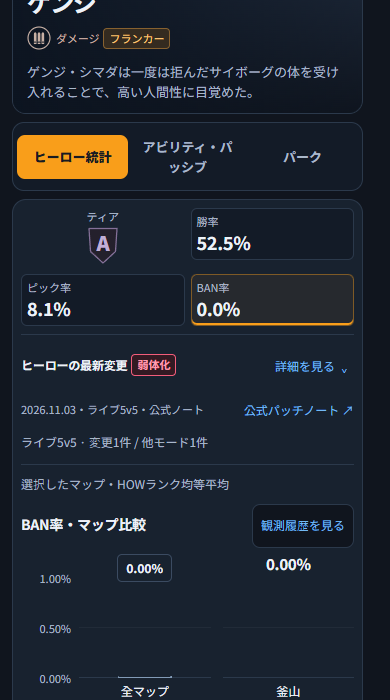 ゲンジ
ダメージ フランカー
ゲンジ・シマダは一度は拒んだサイボーグの体を受け
入れることで、高い人間性に目覚めた。
ヒーロー統計
アビリティ・パ
ッシブ
パーク
ティア
A
勝率
52.5%
ピック率
8.1%
BAN率
0.0%
ヒーローの最新変更 弱体化 詳細を見る ⌄
2026.11.03・ライブ5v5・公式ノート 公式パッチノート ↗
ライブ5v5 · 変更1件 / 他モード1件
選択したマップ・HOWランク均等平均
BAN率・マップ比較 観測履歴を見る
0.00% 0.00%
1.00%
0.50%
0.00%
全マップ 釜山